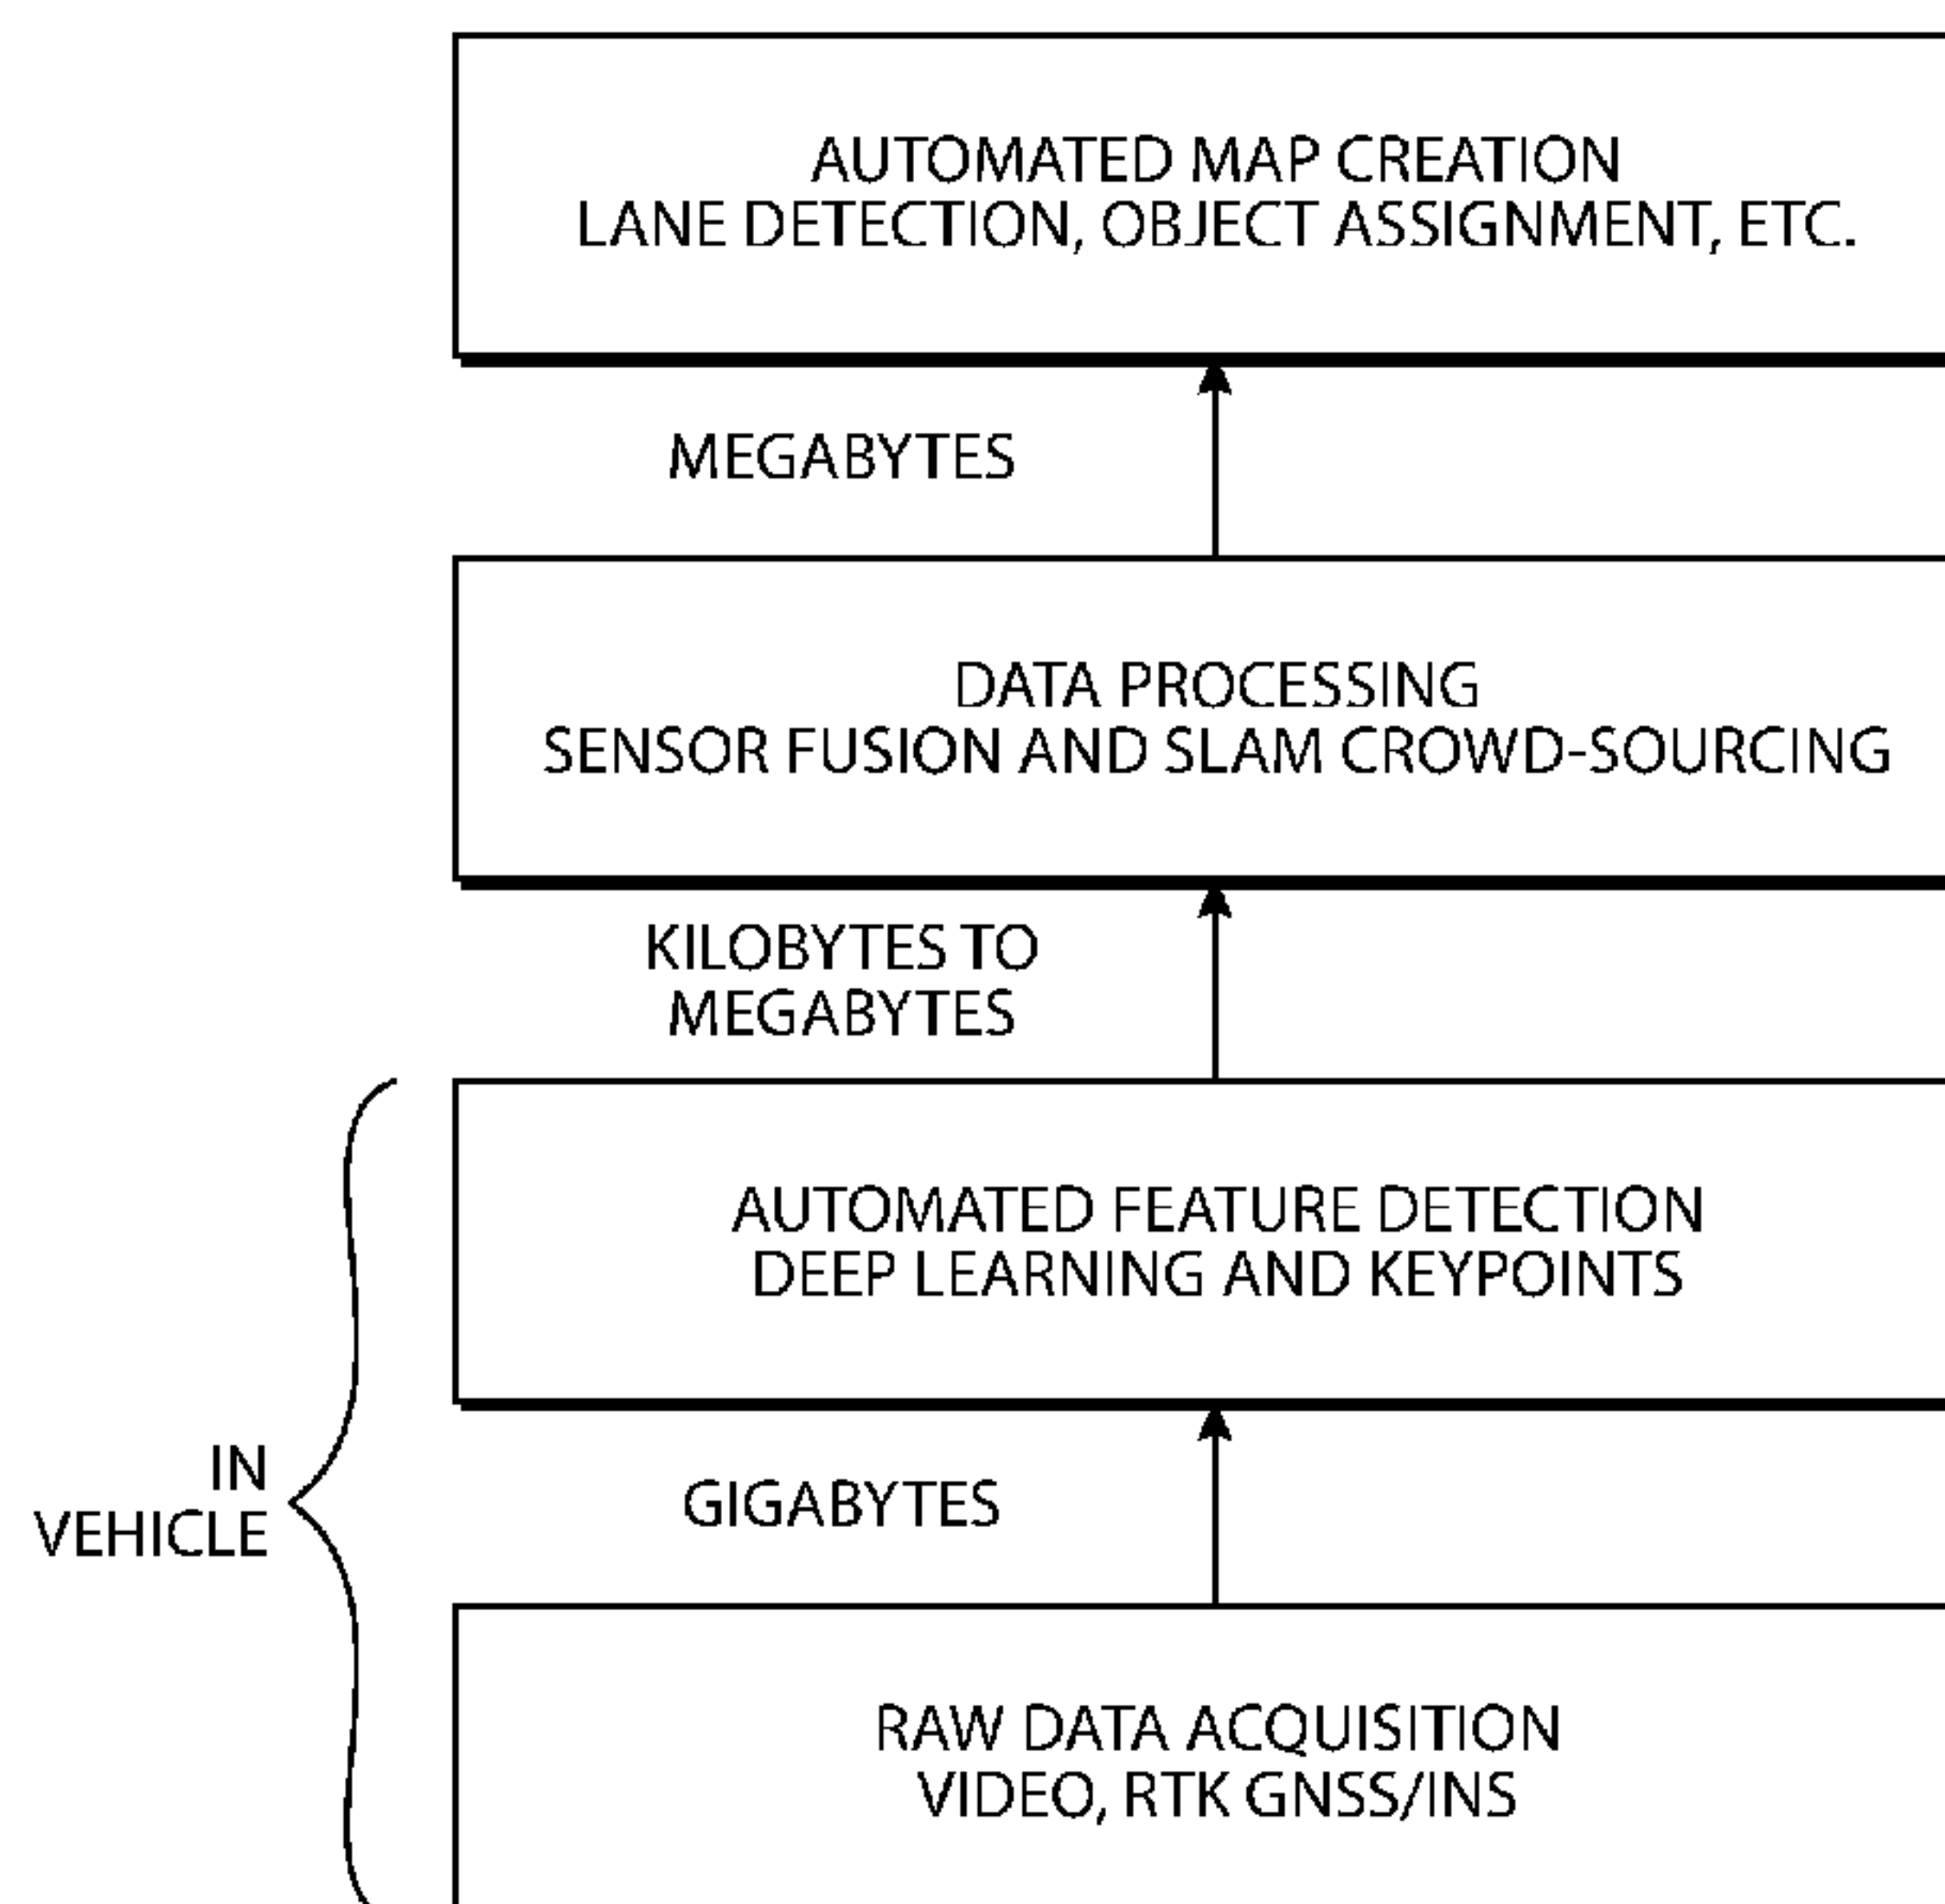 AUTOMATED MAP CREATION
LANE DETECTION, OBJECT ASSIGNMENT, ETC.
MEGABYTES
DATA PROCESSING
SENSOR FUSION AND SLAM CROWD-SOURCING
KILOBYTES TO
MEGABYTES
AUTOMATED FEATURE DETECTION
DEEP LEARNING AND KEYPOINTS
IN
VEHICLE
GIGABYTES
RAW DATA ACQUISITION
VIDEO, RTK GNSS/INS